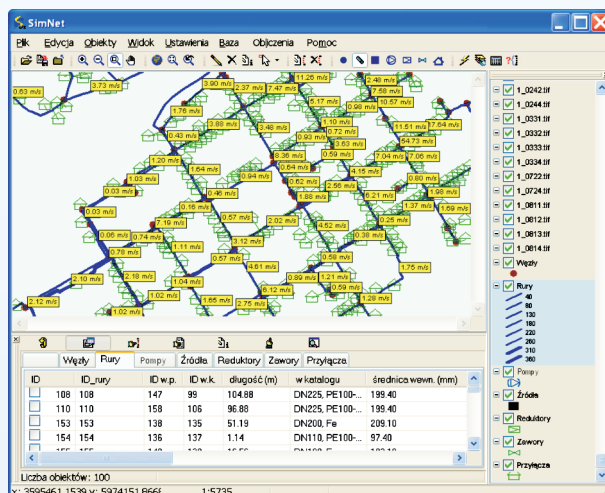 SimNet
Plik Edycja Obiekty Widok Ustawienia Baza Obliczenia Pomoc
0.63 m/s
3.73 m/s
3.90 m/s
2.37 m/s
7.47 m/s
11.26 m/s
2.48 m/s
7.58 m/s
10.57 m/s
1.76 m/s
3.88 m/s
3.48 m/s
5.17 m/s
0.98 m/s
1.10 m/s
0.72 m/s
0.93 m/s
3.63 m/s
11.51 m/s
54.73 m/s
0.43 m/s
1.20 m/s
1.64 m/s
8.36 m/s
0.64 m/s
0.59 m/s
7.04 m/s
7.06 m/s
1.03 m/s
0.03 m/s
0.94 m/s
0.62 m/s
4.15 m/s
0.80 m/s
0.46 m/s
1.88 m/s
2.56 m/s
6.21 m/s
1.98 m/s
1.37 m/s
1.69 m/s
0.03 m/s
0.16 m/s
7.19 m/s
0.57 m/s
2.02 m/s
4.52 m/s
0.25 m/s
0.38 m/s
0.06 m/s
0.74 m/s
0.78 m/s
1.11 m/s
3.12 m/s
0.57 m/s
4.61 m/s
0.58 m/s
1.75 m/s
2.10 m/s
2.18 m/s
1.04 m/s
6.12 m/s
0.89 m/s
1.21 m/s
0.59 m/s
1.28 m/s
2.12 m/s
1.02 m/s
1.02 m/s
1.65 m/s
2.75 m/s
1_0242.tif
1_0244.tif
1_0331.tif
1_0332.tif
1_0333.tif
1_0334.tif
1_0722.tif
1_0724.tif
1_0811.tif
1_0812.tif
1_0813.tif
1_0814.tif
Węzły
Rury
40
80
130
180
220
260
310
360
Pompy
Źródła
Reduktory
Zawory
Przyłącza
Węzły Rury Pompy Źródła Reduktory Zawory Przyłącza
ID ID_rury ID w.p. ID w.k. długość (m) w katalogu średnica wewn. (mm)
108 108 147 99 104.88 DN225, PE100-... 199.40
110 110 158 106 96.88 DN225, PE100-... 199.40
153 153 138 135 51.19 DN200, Fe 209.10
154 154 136 137 1.14 DN110, PE100-... 97.40
Liczba obiektów: 100
1:5735